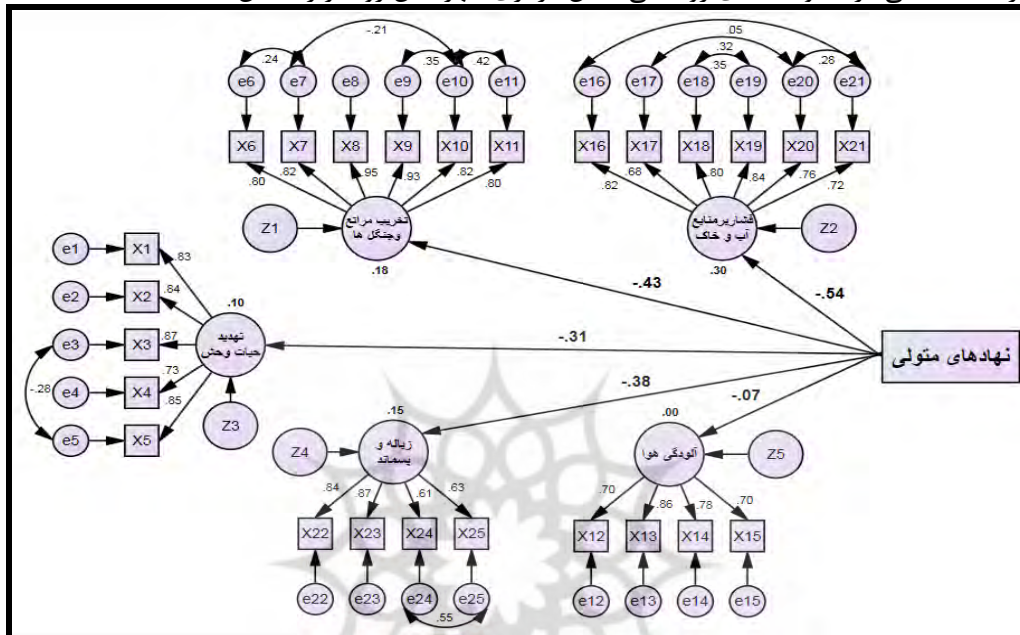 -.21
.24
.35
.42
e6
e7
e8
e9
e10
e11
X6
X7
X8
X9
X10
X11
.80
.82
.95
.93
.82
.80
Z1
تخریب مراتع
وجنگل ها
.18
.05
.32
.35
.28
e16
e17
e18
e19
e20
e21
X16
X17
X18
X19
X20
X21
.82
.68
.80
.84
.76
.72
فشاربرمنابع
آب و خاک
Z2
.30
-.43
-.54
-.31
-.38
-.07
نهادهای متولی
e1
X1
.83
e2
X2
.84
e3
X3
.87
e4
X4
.73
e5
X5
.85
-.28
.10
تهدید
حیات وحش
Z3
.15
Z4
زباله و
پسماند
.84
.87
.61
.63
X22
X23
X24
X25
e22
e23
e24
e25
.55
.00
آلودگی هوا
Z5
.70
.86
.78
.70
X12
X13
X14
X15
e12
e13
e14
e15